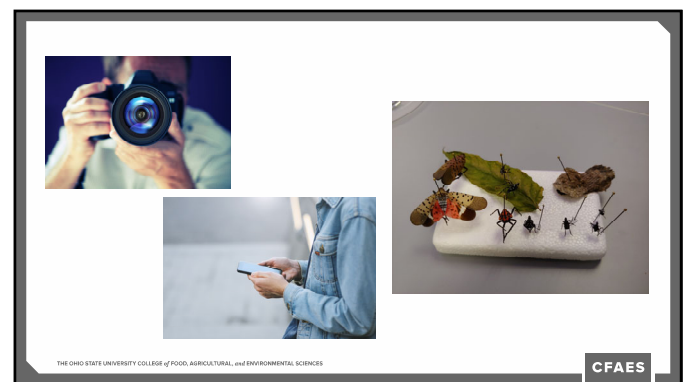 THE OHIO STATE UNIVERSITY COLLEGE of FOOD, AGRICULTURAL, and ENVIRONMENTAL SCIENCES
CFAES